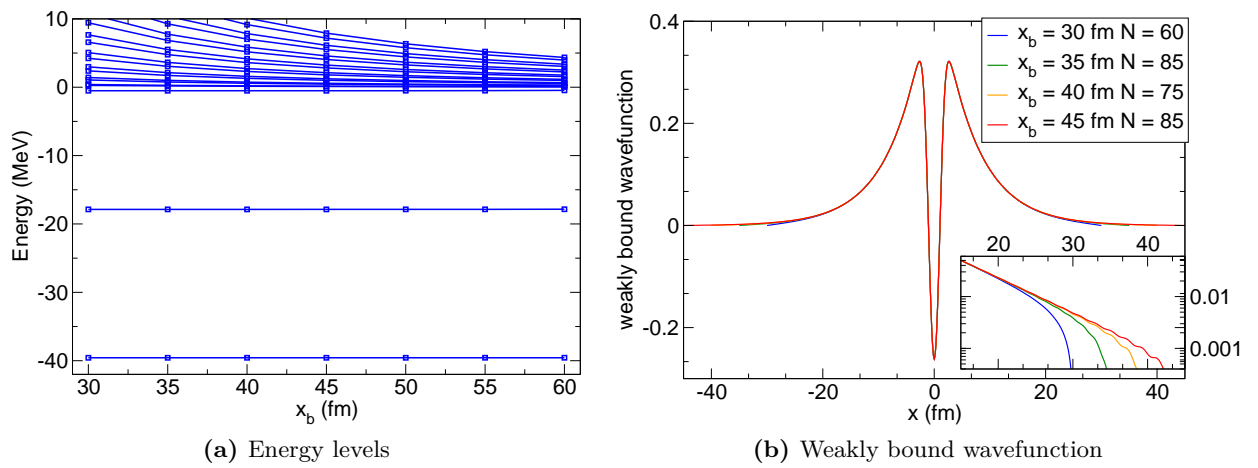 10
0
-10
-20
-30
-40
Energy (MeV)
30 35 40 45 50 55 60
x_b (fm)
(a) Energy levels
0.4
0.2
0
-0.2
weakly bound wavefunction
x_b = 30 fm N = 60
x_b = 35 fm N = 85
x_b = 40 fm N = 75
x_b = 45 fm N = 85
20 30 40
0.01
0.001
-40 -20 0 20 40
x (fm)
(b) Weakly bound wavefunction